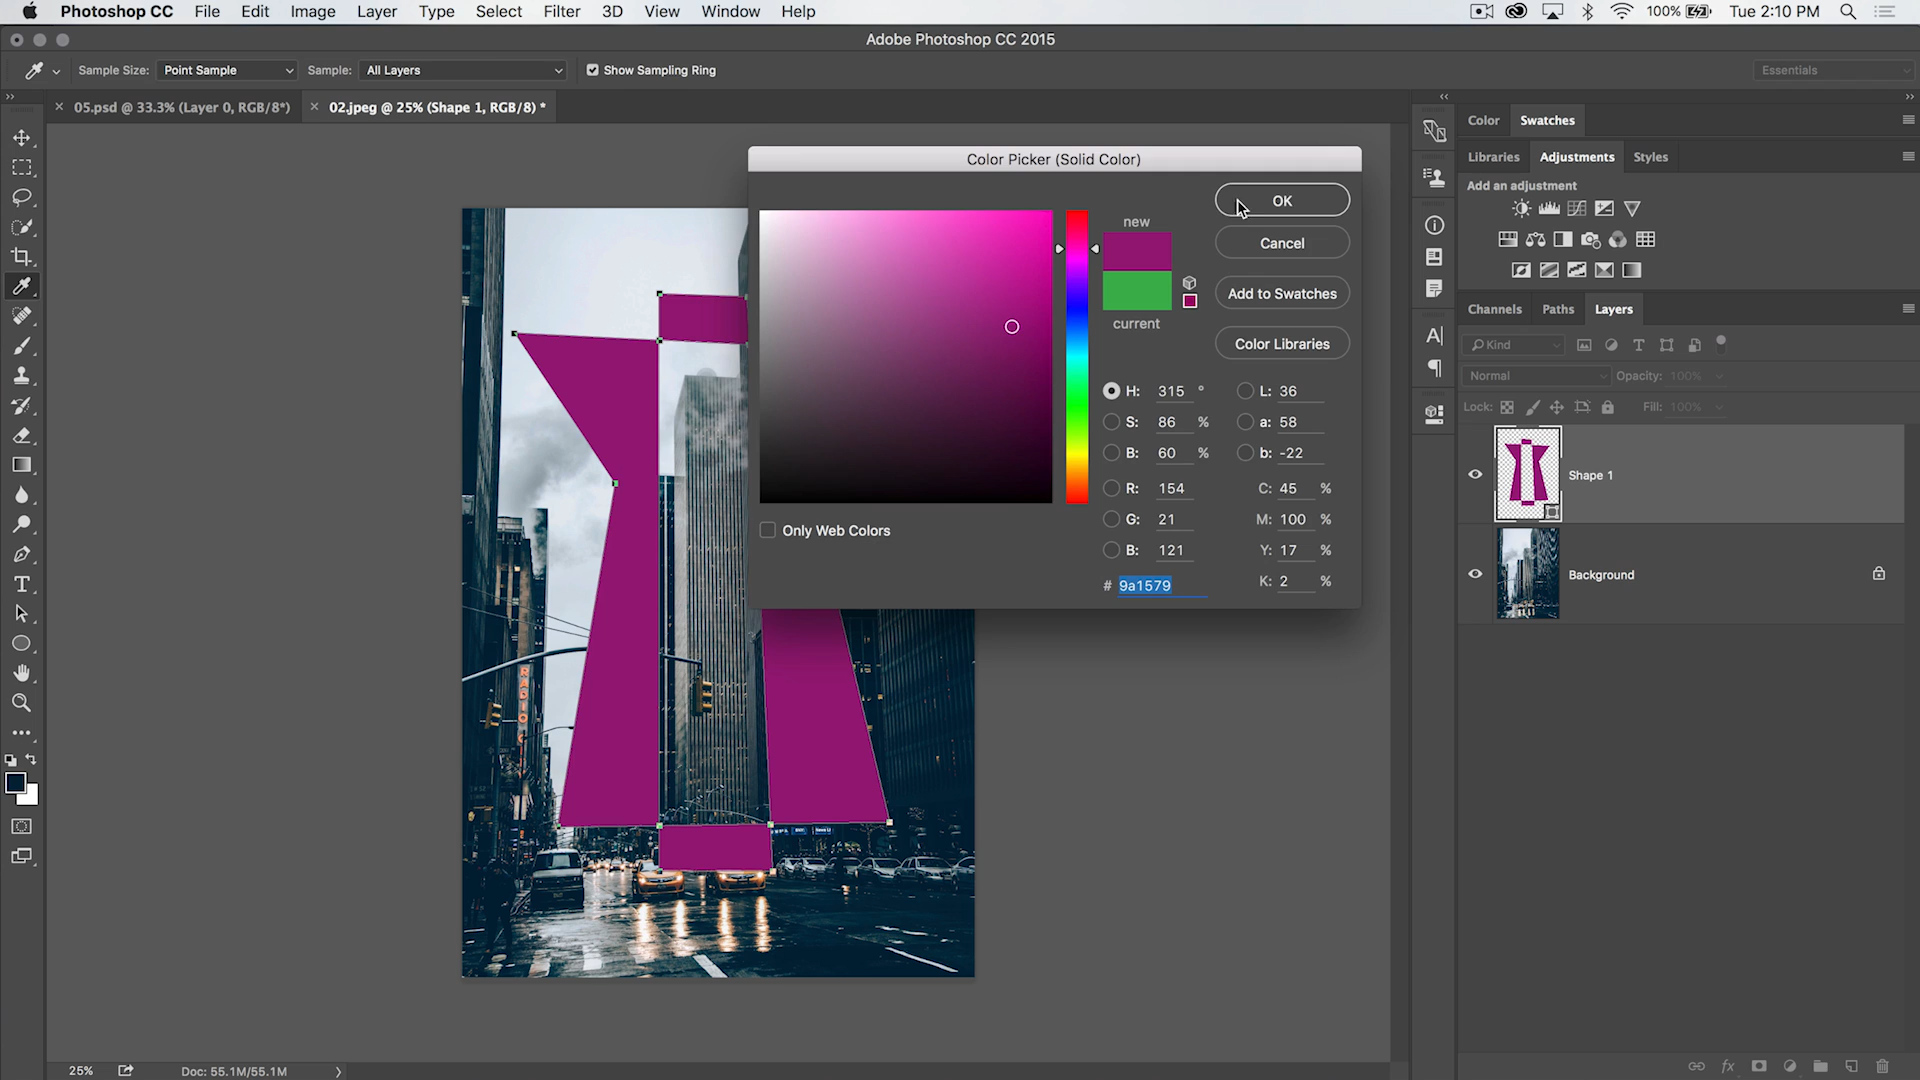 Photoshop CC File Edit Image Layer Type Select Filter 3D View Window Help 100% Tue 2:10 PM
Adobe Photoshop CC 2015
Sample Size: Point Sample Sample: All Layers Show Sampling Ring Essentials
05.psd @ 33.3% (Layer 0, RGB/8*) 02.jpeg @ 25% (Shape 1, RGB/8) *
Color Swatches
Color Picker (Solid Color)
Libraries Adjustments Styles
Add an adjustment
new
OK
Cancel
Add to Swatches
current
Color Libraries
H: 315 ° L: 36
S: 86 % a: 58
B: 60 % b: -22
R: 154 C: 45 %
G: 21 M: 100 %
B: 121 Y: 17 %
# 9a1579 K: 2 %
Only Web Colors
Channels Paths Layers
Kind
Normal Opacity: 100%
Lock: Fill: 100%
Shape 1
Background
RADIO
25% Doc: 55.1M/55.1M